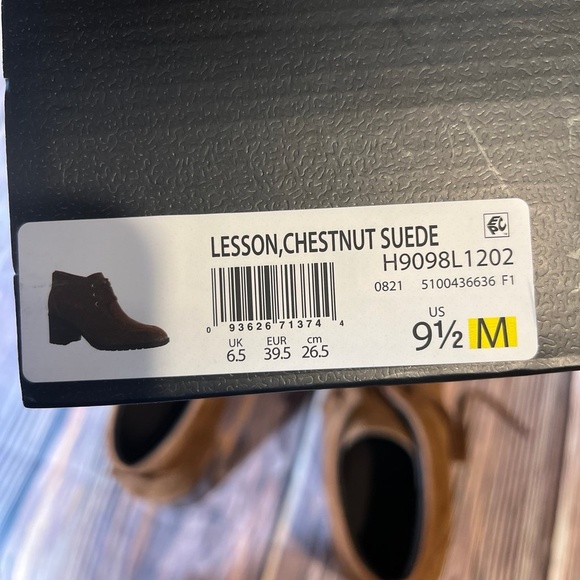 LESSON,CHESTNUT SUEDE
H9098L1202
0821 5100436636 F1
0 93626 71374 4
UK EUR cm
6.5 39.5 26.5
US
9½ M